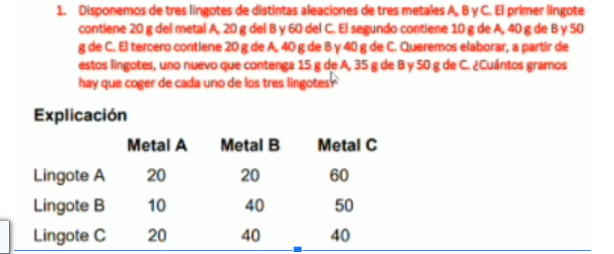 1. Disponemos de tres lingotes de distintas aleaciones de tres metales A, B y C. El primer lingote
contiene 20 g del metal A, 20 g del B y 60 del C. El segundo contiene 10 g de A, 40 g de B y 50
g de C. El tercero contiene 20 g de A, 40 g de B y 40 g de C. Queremos elaborar, a partir de
estos lingotes, uno nuevo que contenga 15 g de A, 35 g de B y 50 g de C. ¿Cuántos gramos
hay que coger de cada uno de los tres lingotes?
Explicación
Metal A Metal B Metal C
Lingote A 20 20 60
Lingote B 10 40 50
Lingote C 20 40 40